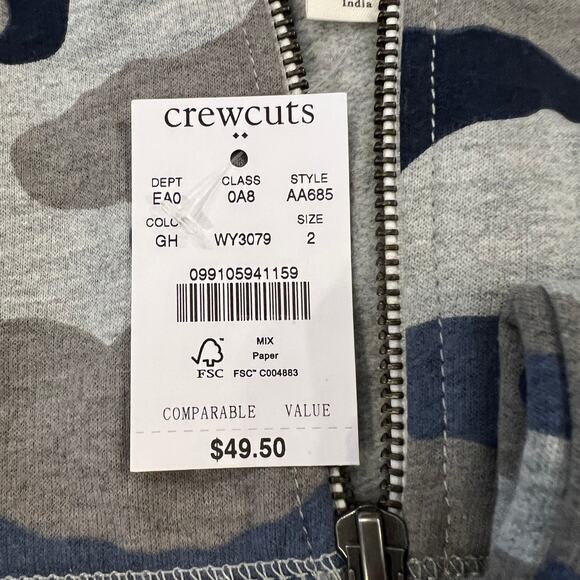 India
crewcuts
DEPT CLASS STYLE
EA0 0A8 AA685
COLOR SIZE
GH WY3079 2
099105941159
MIX
Paper
FSC FSC™ C004883
COMPARABLE VALUE
$49.50